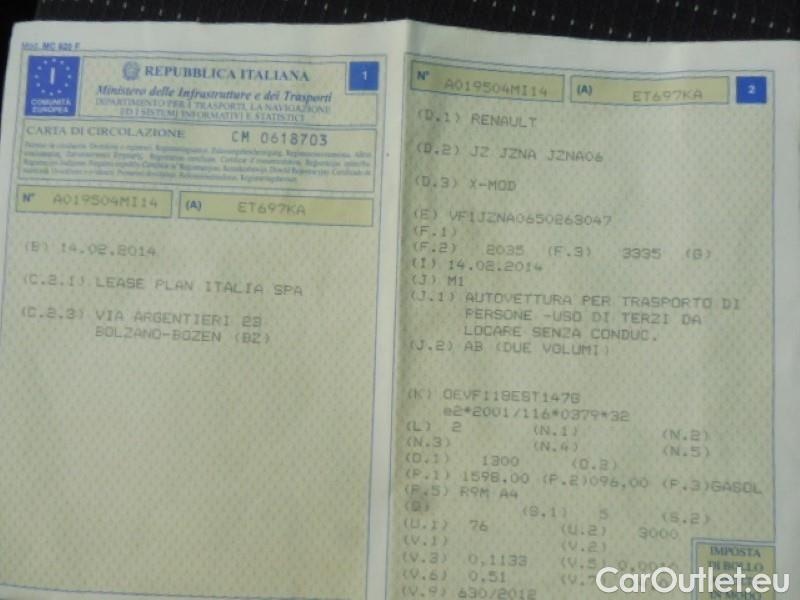 Mod. MC 820 F
I
COMUNITÀ
EUROPEA
REPUBBLICA ITALIANA
1
Ministero delle Infrastrutture e dei Trasporti
DIPARTIMENTO PER I TRASPORTI, LA NAVIGAZIONE
ED I SISTEMI INFORMATIVI E STATISTICI
CARTA DI CIRCOLAZIONE CM 0618703
N° A019504MI14 (A) ET697KA
(B) 14.02.2014
(C.2.1) LEASE PLAN ITALIA SPA
(C.2.3) VIA ARGENTIERI 23
BOLZANO-BOZEN (BZ)
N° A019504MI14 (A) ET697KA 2
(D.1) RENAULT
(D.2) JZ JZNA JZNA06
(D.3) X-MOD
(E) VF1JZNA0650263047
(F.1)
(F.2) 2035 (F.3) 3335 (G)
(I) 14.02.2014
(J) M1
(J.1) AUTOVETTURA PER TRASPORTO DI
PERSONE -USO DI TERZI DA
LOCARE SENZA CONDUC.
(J.2) AB (DUE VOLUMI)
(K) OEVF118EST147G
e2*2001/116*0379*32
(L) 2 (N.1) (N.2)
(N.3) (N.4) (N.5)
(O.1) 1300 (O.2)
(P.1) 1598,00 (P.2)096,00 (P.3)GASOL
(P.5) R9M A4
(Q) (S.1) 5 (S.2)
(U.1) 76 (U.2) 3000
(V.1) (V.2)
(V.3) 0,1133 (V.5)
(V.6) 0.51
(V.9) 630/2012
IMPOSTA
DI BOLLO
CarOutlet.eu